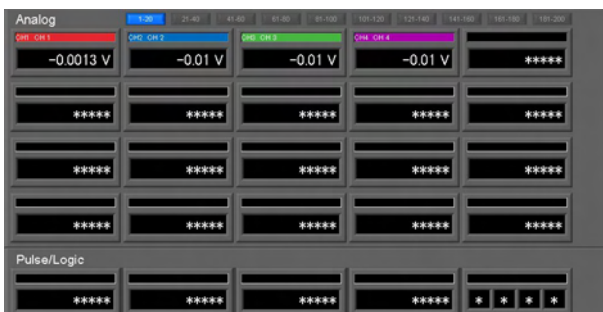 Analog 1-20 21-40 41-60 61-80 81-100 101-120 121-140 141-160 161-180 181-200
CH1 CH 1 CH2 CH 2 CH3 CH 3 CH4 CH 4
-0.0013 V -0.01 V -0.01 V -0.01 V *****
***** ***** ***** ***** *****
***** ***** ***** ***** *****
***** ***** ***** ***** *****
Pulse/Logic
***** ***** ***** ***** * * * *